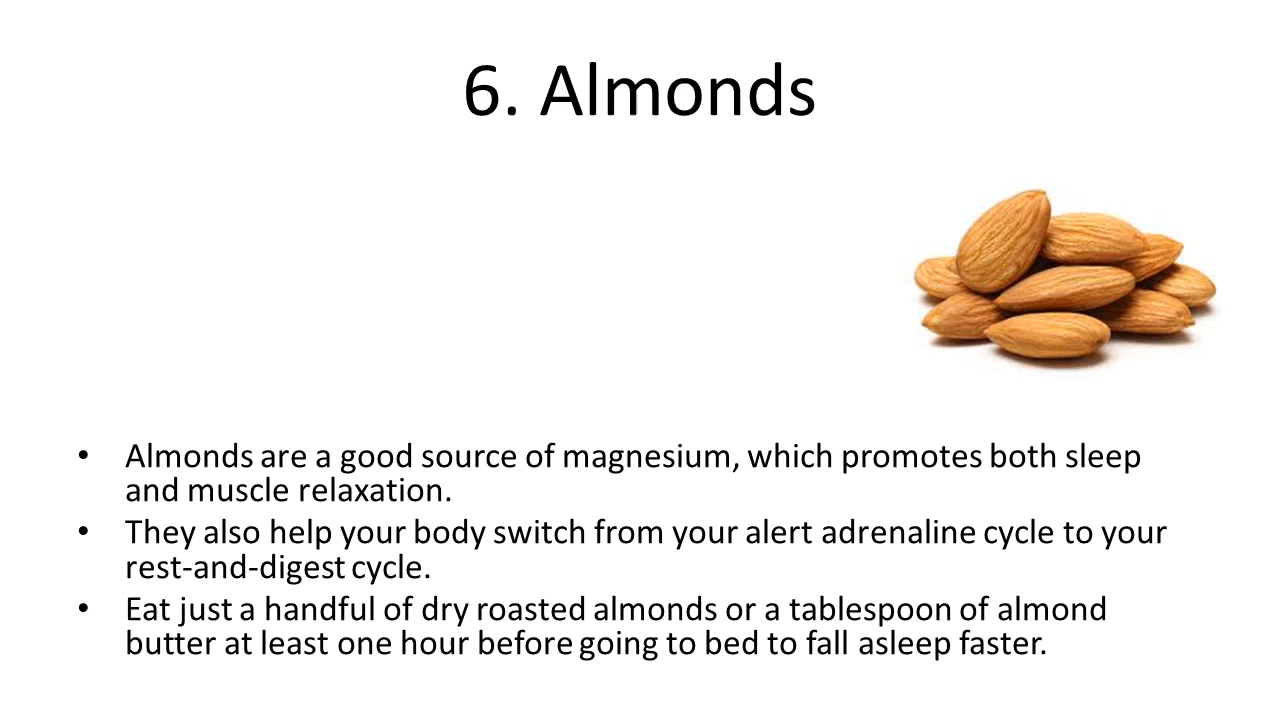 6. Almonds
• Almonds are a good source of magnesium, which promotes both sleep
and muscle relaxation.
• They also help your body switch from your alert adrenaline cycle to your
rest-and-digest cycle.
• Eat just a handful of dry roasted almonds or a tablespoon of almond
butter at least one hour before going to bed to fall asleep faster.